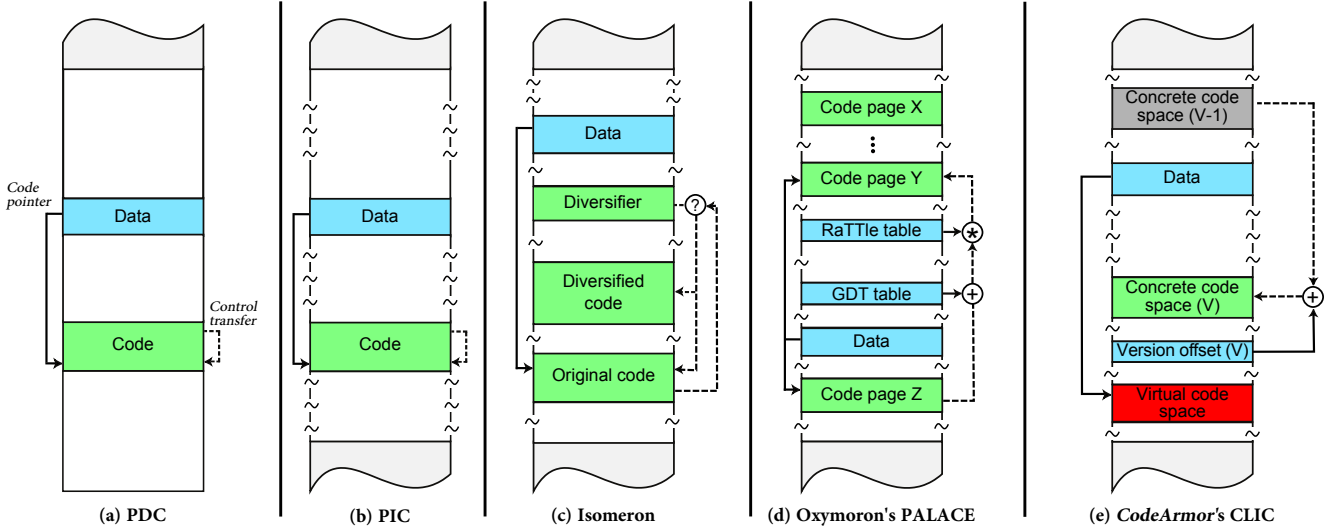 Code
pointer
Data
Control
transfer
Code
(a) PDC
Data
Code
(b) PIC
Data
Diversifier
?
Diversified
code
Original code
(c) Isomeron
Code page X
Code page Y
RaTTle table
*
GDT table
+
Data
Code page Z
(d) Oxymoron's PALACE
Concrete code
space (V-1)
Data
Concrete code
space (V)
+
Version offset (V)
Virtual code
space
(e) CodeArmor's CLIC